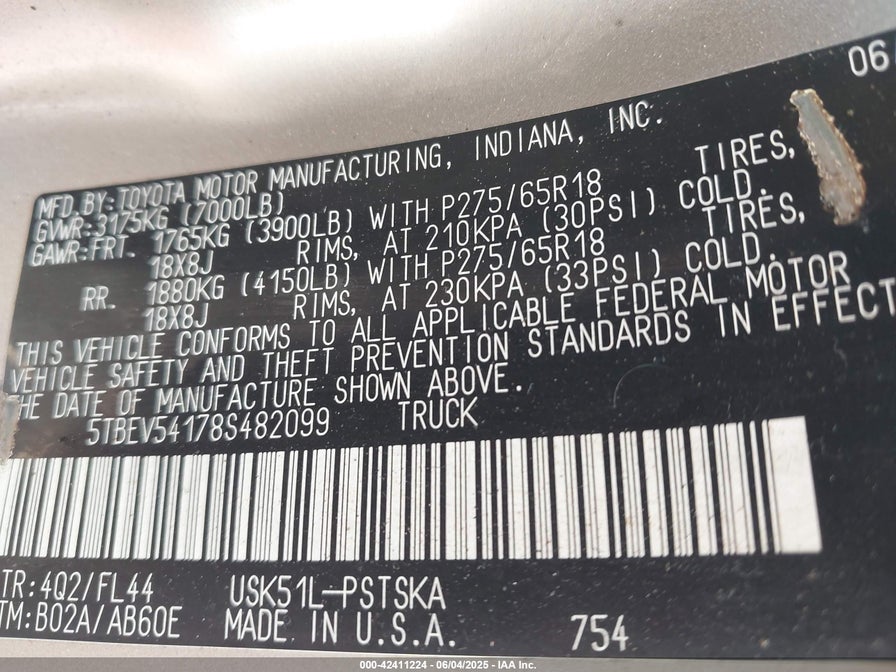 06
MFD.BY:TOYOTA MOTOR MANUFACTURING, INDIANA, INC.
GVWR:3175KG (7000LB)
GAWR:FRT. 1765KG (3900LB) WITH P275/65R18 TIRES,
18X8J RIMS, AT 210KPA (30PSI) COLD.
RR. 1880KG (4150LB) WITH P275/65R18 TIRES,
18X8J RIMS, AT 230KPA (33PSI) COLD.
THIS VEHICLE CONFORMS TO ALL APPLICABLE FEDERAL MOTOR
VEHICLE SAFETY AND THEFT PREVENTION STANDARDS IN EFFECT
HE DATE OF MANUFACTURE SHOWN ABOVE.
5TBEV54178S482099 TRUCK
TR:4Q2/FL44 USK51L-PSTSKA
TM:B02A/AB60E MADE IN U.S.A. 754
000-42411224 | 06/04/2025 - IAA Inc.